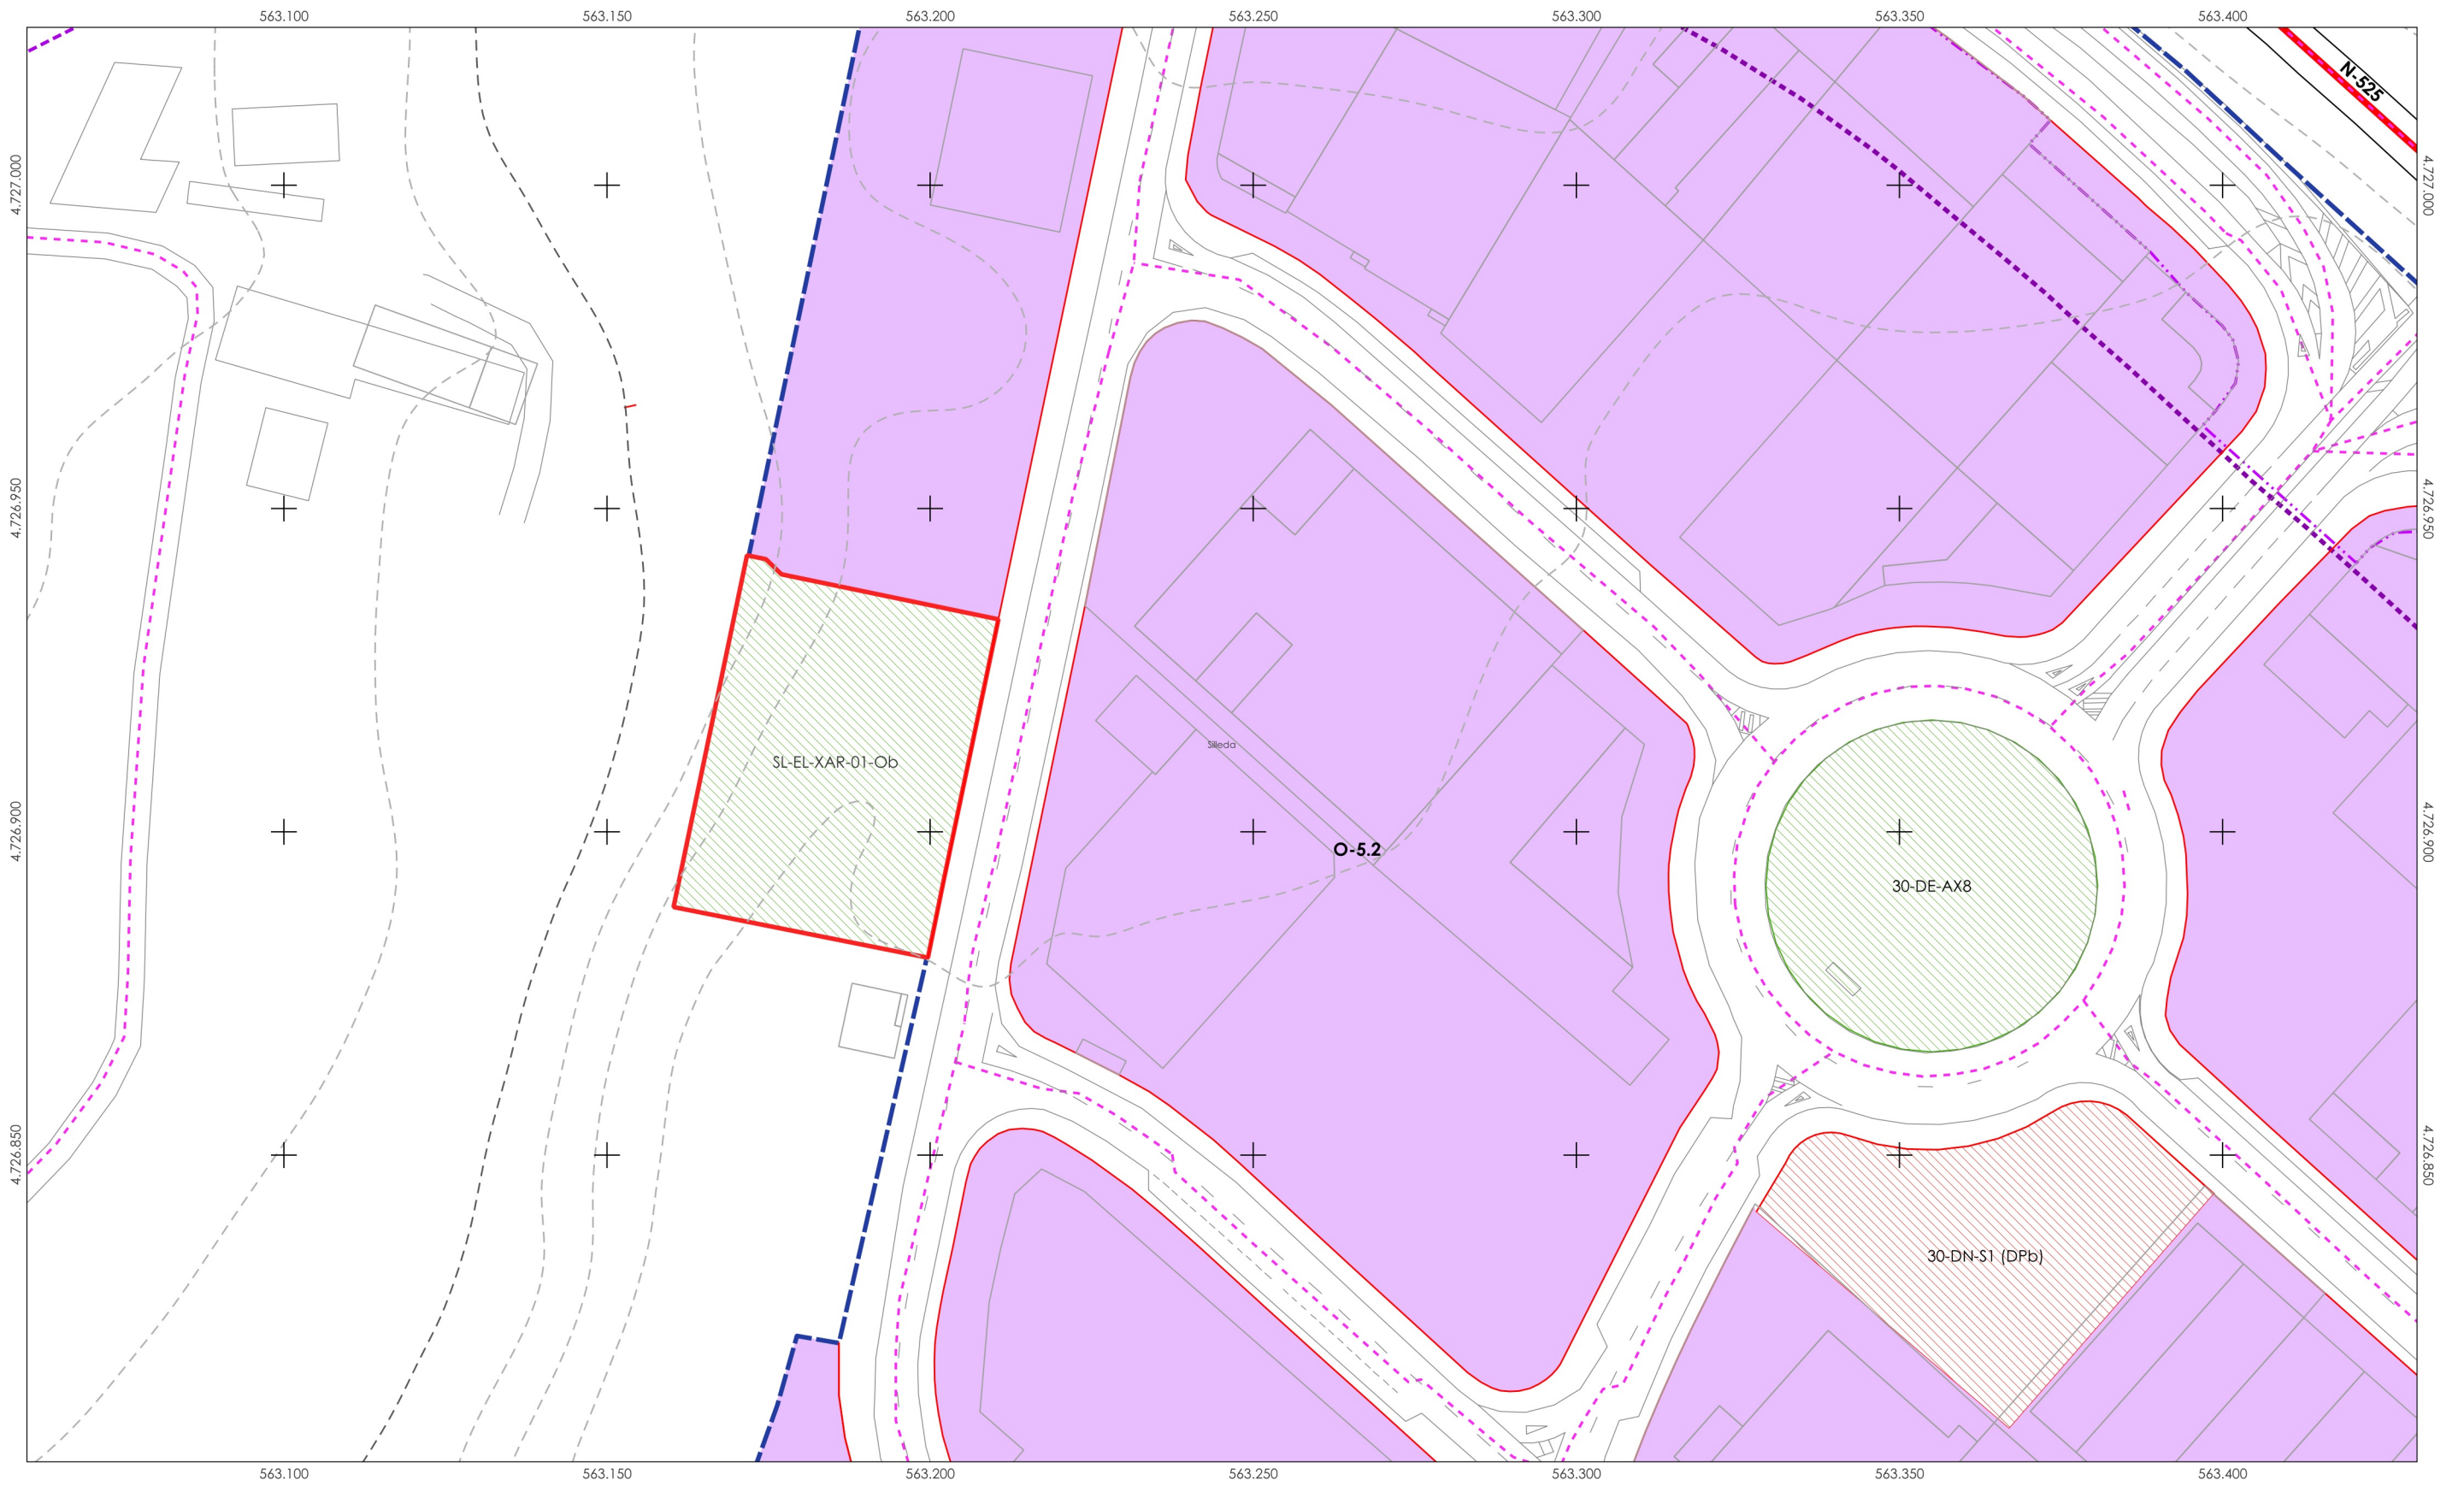 563.100 563.150 563.200 563.250 563.300 563.350 563.400
N-525
4.727.000 4.727.000
4.726.950 4.726.950
Silleda
SL-EL-XAR-01-Ob
4.726.900 4.726.900
O-5.2
30-DE-AX8
4.726.850 4.726.850
30-DN-S1 (DPb)
563.100 563.150 563.200 563.250 563.300 563.350 563.400